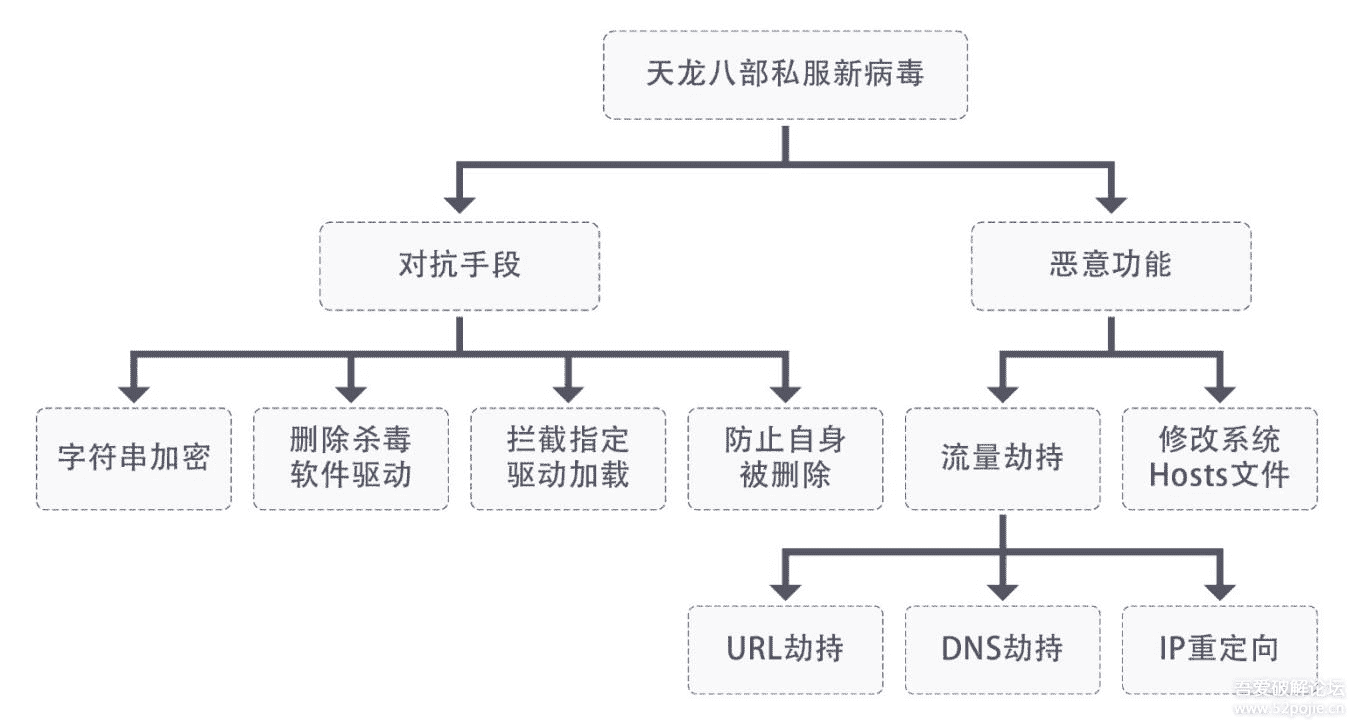 天龙八部私服新病毒
对抗手段
恶意功能
字符串加密
删除杀毒
软件驱动
拦截指定
驱动加载
防止自身
被删除
流量劫持
修改系统
Hosts文件
URL劫持
DNS劫持
IP重定向
吾爱破解论坛
www.52pojie.cn